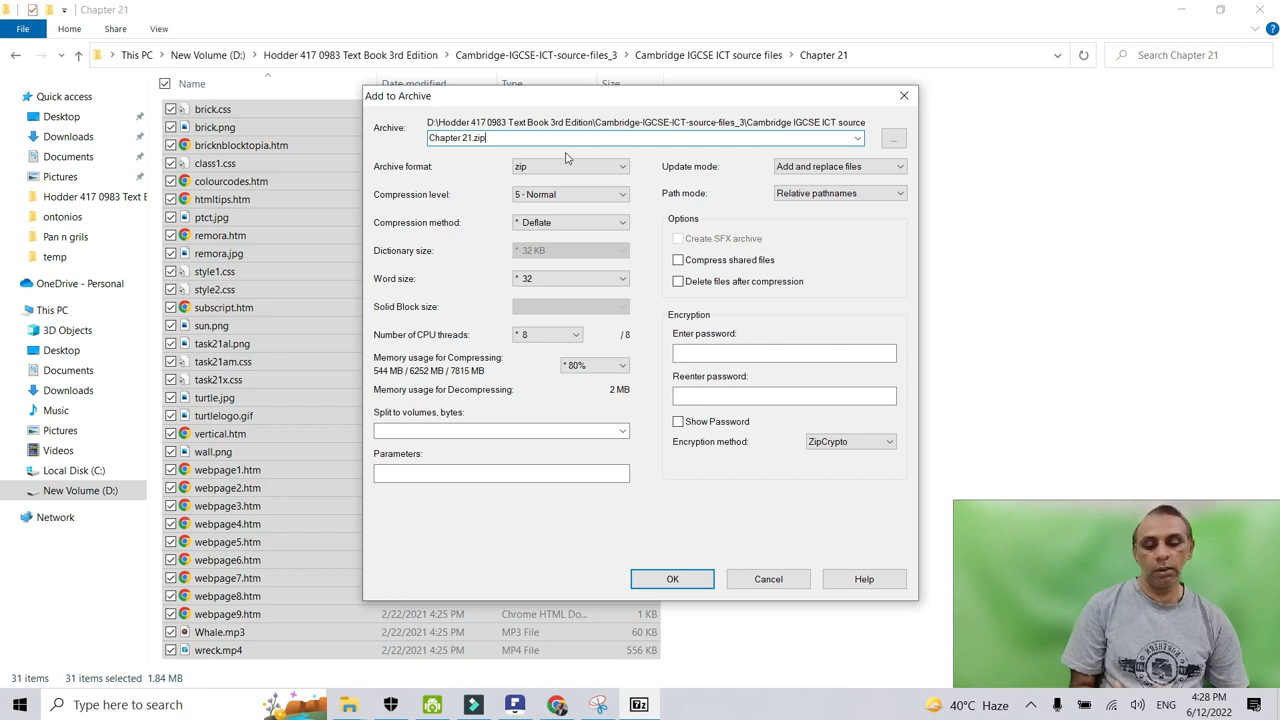 Chapter 21
File
Home
Share
View
This PC
New Volume (D:)
Hodder 417 0983 Text Book 3rd Edition
Cambridge-IGCSE-ICT-source-files_3
Cambridge IGCSE ICT source files
Chapter 21
Search Chapter 21
Quick access
Desktop
Downloads
Documents
Pictures
Hodder 417 0983 Text B
ontonios
Pan n grils
temp
OneDrive - Personal
This PC
3D Objects
Desktop
Documents
Downloads
Music
Pictures
Videos
Local Disk (C:)
New Volume (D:)
Network
Name
Date modified
Type
Size
brick.css
brick.png
bricknblocktopia.htm
class1.css
colourcodes.htm
htmltips.htm
ptct.jpg
remora.htm
remora.jpg
style1.css
style2.css
subscript.htm
sun.png
task21al.png
task21am.css
task21x.css
turtle.jpg
turtlelogo.gif
vertical.htm
wall.png
webpage1.htm
webpage2.htm
webpage3.htm
webpage4.htm
webpage5.htm
webpage6.htm
webpage7.htm
webpage8.htm
webpage9.htm 2/22/2021 4:25 PM Chrome HTML Do... 1 KB
Whale.mp3 2/22/2021 4:25 PM MP3 File 60 KB
wreck.mp4 2/22/2021 4:25 PM MP4 File 556 KB
Add to Archive
Archive:
D:\Hodder 417 0983 Text Book 3rd Edition\Cambridge-IGCSE-ICT-source-files_3\Cambridge IGCSE ICT source
Chapter 21.zip
...
Archive format: zip
Compression level: 5 - Normal
Compression method: * Deflate
Dictionary size: * 32 KB
Word size: * 32
Solid Block size:
Number of CPU threads: * 8 / 8
Memory usage for Compressing:
544 MB / 6252 MB / 7815 MB
* 80%
Memory usage for Decompressing: 2 MB
Split to volumes, bytes:
Parameters:
Update mode: Add and replace files
Path mode: Relative pathnames
Options
Create SFX archive
Compress shared files
Delete files after compression
Encryption
Enter password:
Reenter password:
Show Password
Encryption method: ZipCrypto
OK
Cancel
Help
31 items
31 items selected 1.84 MB
Type here to search
7z
40°C Haze
ENG
4:28 PM
6/12/2022